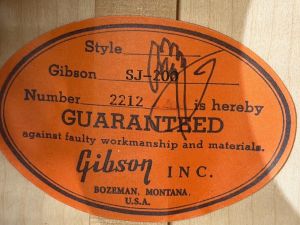 Style
Gibson SJ-200
Number 2212 is hereby
GUARANTEED
against faulty workmanship and materials.
Gibson INC.
BOZEMAN, MONTANA
U.S.A.